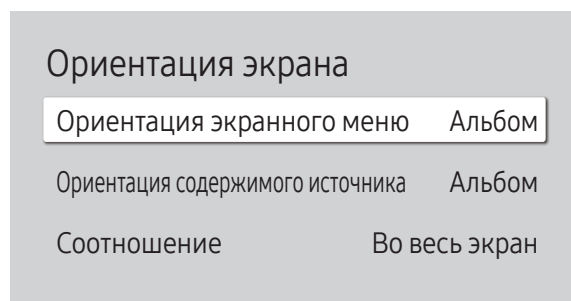 Ориентация экрана
Ориентация экранного меню Альбом
Ориентация содержимого источника Альбом
Соотношение Во весь экран